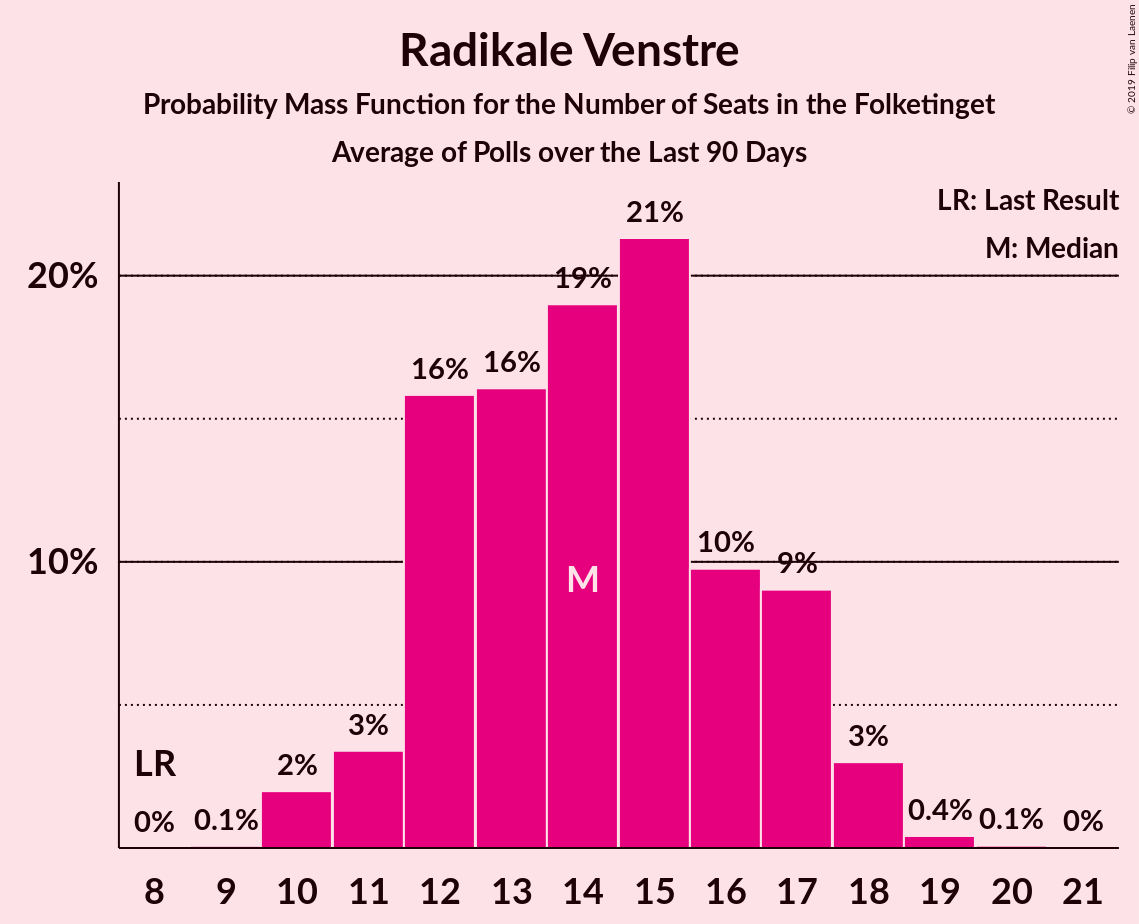 Radikale Venstre
Probability Mass Function for the Number of Seats in the Folketinget
Average of Polls over the Last 90 Days
© 2019 Filip van Laenen
LR: Last Result
M: Median
20%
10%
LR
0%
0.1%
2%
3%
16%
16%
19%
M
21%
10%
9%
3%
0.4%
0.1%
0%
8 9 10 11 12 13 14 15 16 17 18 19 20 21